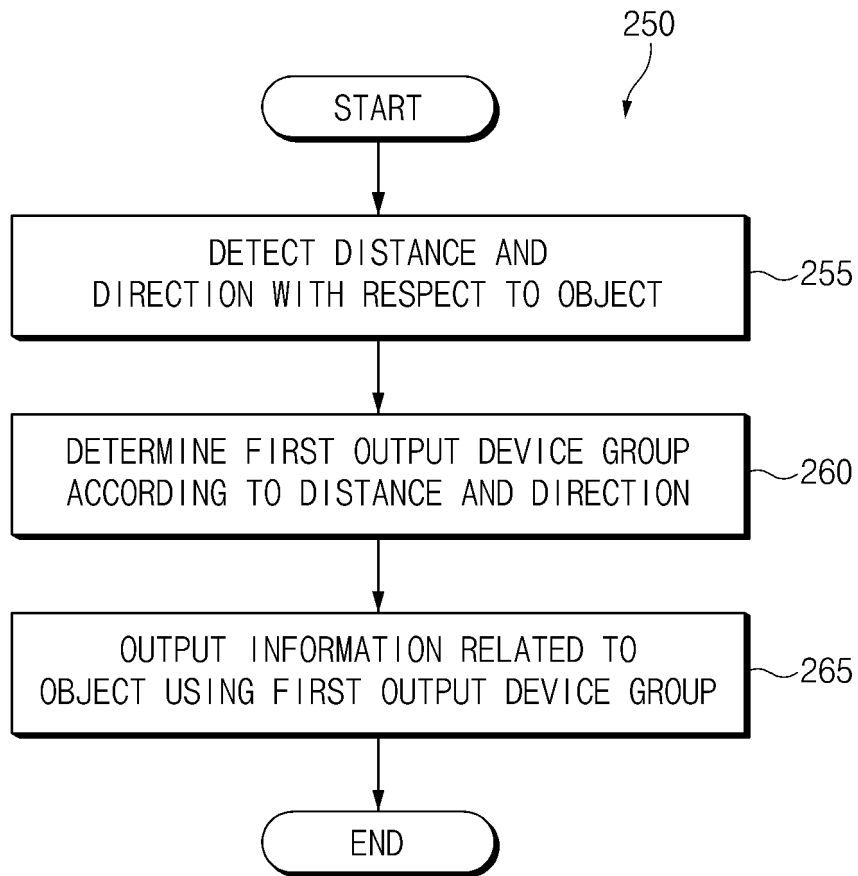 250
START
DETECT DISTANCE AND
DIRECTION WITH RESPECT TO OBJECT
255
DETERMINE FIRST OUTPUT DEVICE GROUP
ACCORDING TO DISTANCE AND DIRECTION
260
OUTPUT INFORMATION RELATED TO
OBJECT USING FIRST OUTPUT DEVICE GROUP
265
END